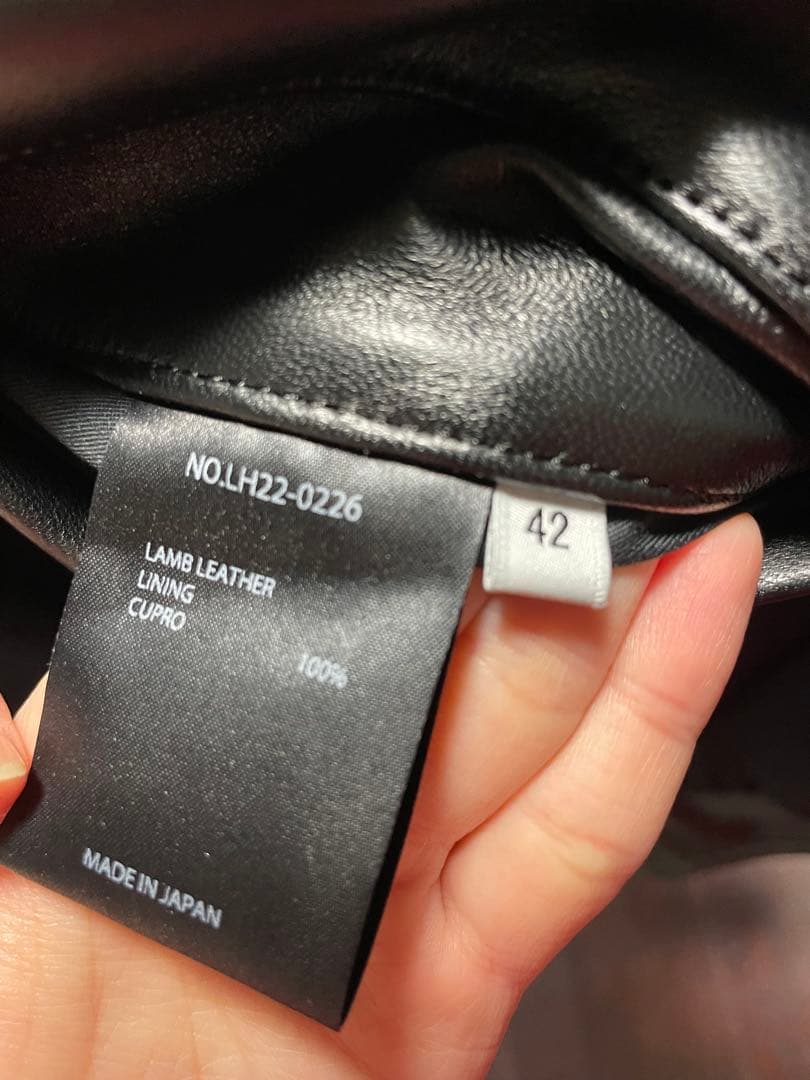 NO.LH22-0226
42
LAMB LEATHER
LINING
CUPRO
100%
MADE IN JAPAN